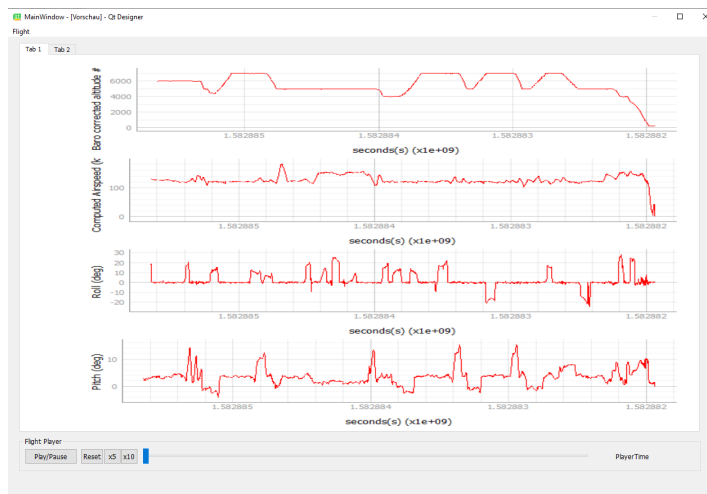 MainWindow - [Vorschau] - Qt Designer
Flight
Tab 1 Tab 2
Baro corrected altitude #
6000
4000
2000
0
1.582885 1.582884 1.582883 1.582882
seconds(s) (x1e+09)
Computed Airspeed (k
100
0
1.582885 1.582884 1.582883 1.582882
seconds(s) (x1e+09)
Roll (deg)
30
20
10
0
-10
-20
1.582885 1.582884 1.582883 1.582882
seconds(s) (x1e+09)
Pitch (deg)
10
0
1.582885 1.582884 1.582883 1.582882
seconds(s) (x1e+09)
Flight Player
Play/Pause Reset x5 x10 PlayerTime